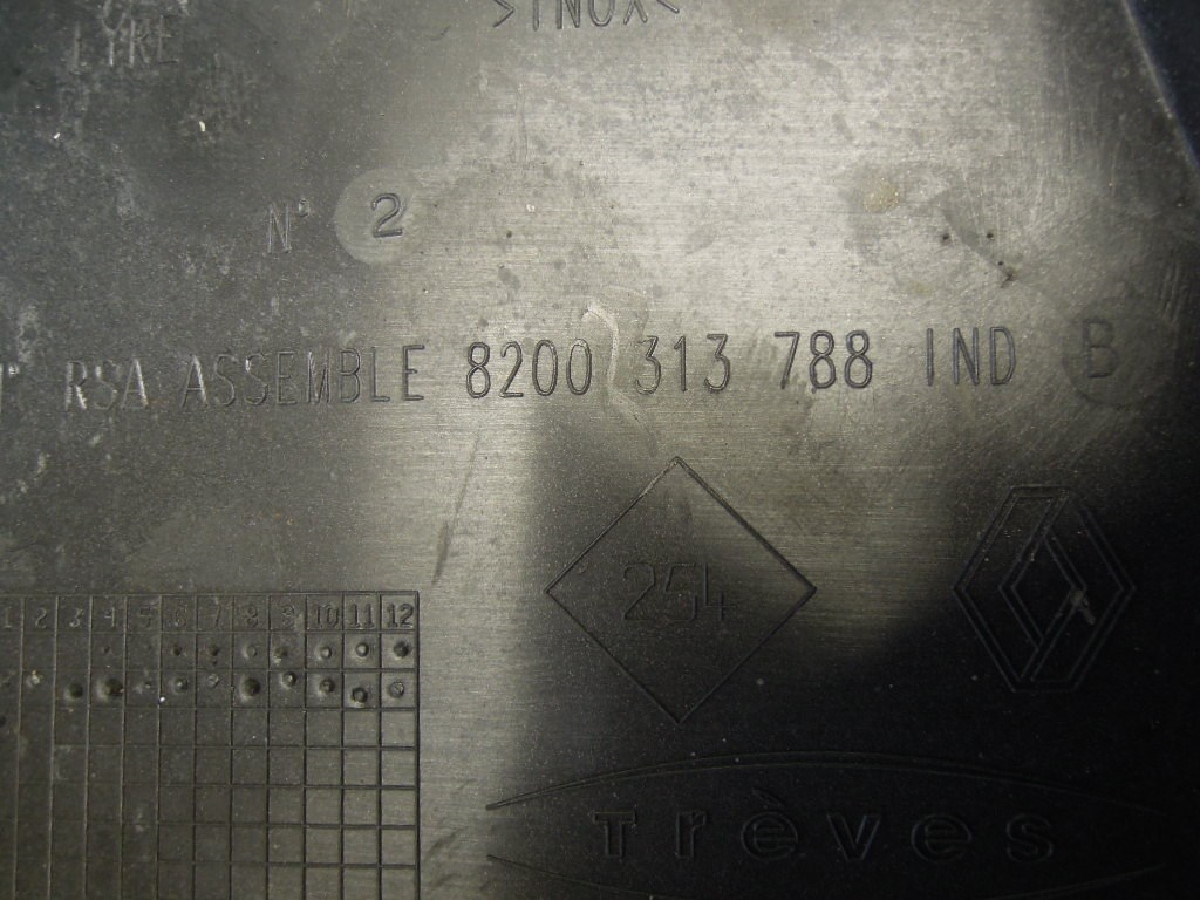 >INOX<
LYRE
N° 2
RSA ASSEMBLE 8200 313 788 IND B
254
1 2 3 4 5 6 7 8 9 10 11 12
Trèves